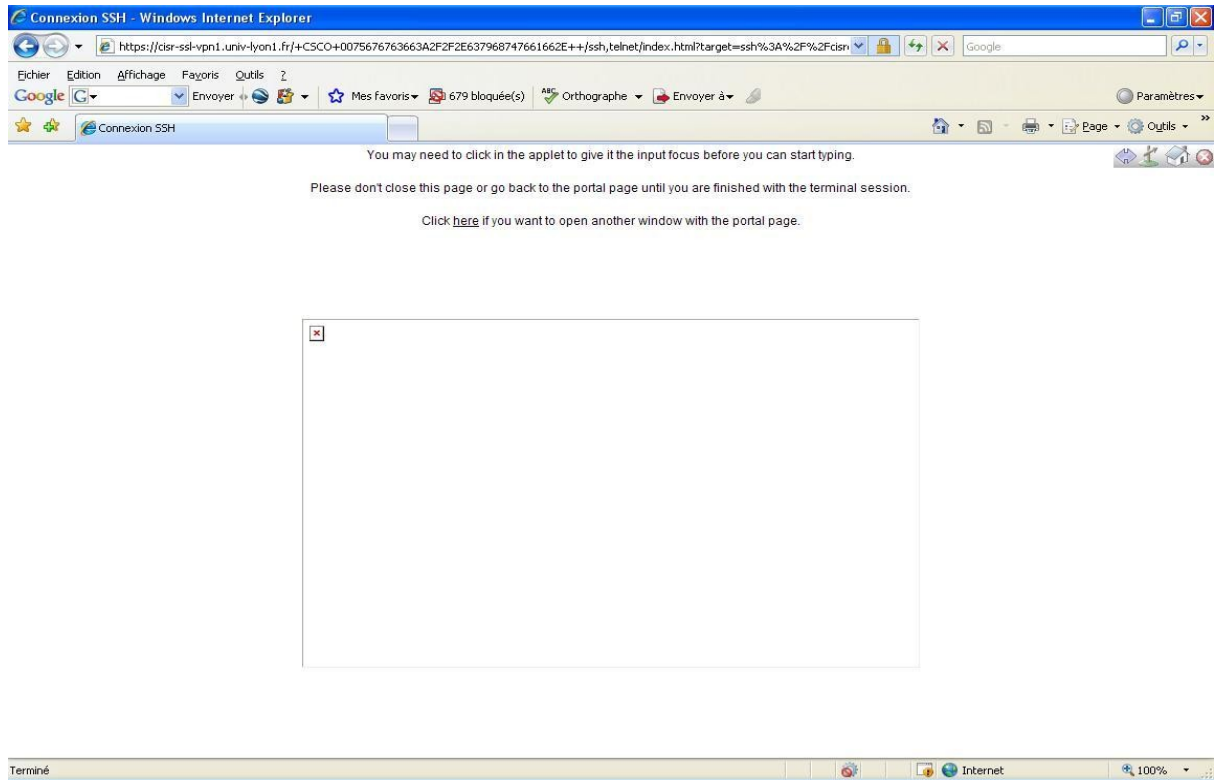 Connexion SSH - Windows Internet Explorer
https://cisr-ssl-vpn1.univ-lyon1.fr/+CSCO+0075676763663A2F2F2E637968747661662E++/ssh,telnet/index.html?target=ssh%3A%2F%2Fcisr
Google
Fichier Edition Affichage Favoris Outils ?
Google G Envoyer Mes favoris 679 bloquée(s) ABC Orthographe Envoyer à Paramètres
Connexion SSH Page Outils »
You may need to click in the applet to give it the input focus before you can start typing.
Please don't close this page or go back to the portal page until you are finished with the terminal session.
Click here if you want to open another window with the portal page.
Terminé Internet 100%